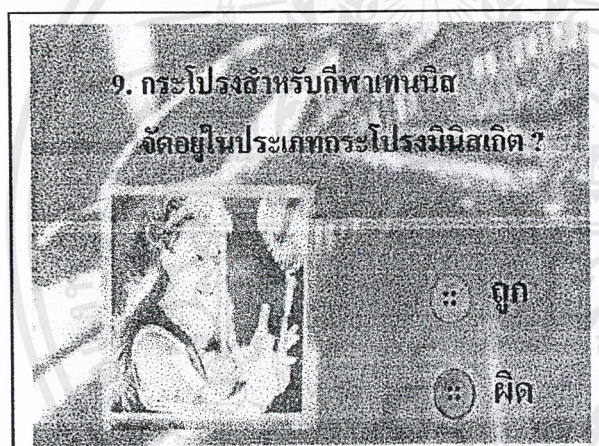 9. กระโปรงสำหรับกีฬาเทนนิส
จัดอยู่ในประเภทกระโปรงมินิสเกิต ?
ถูก
ผิด